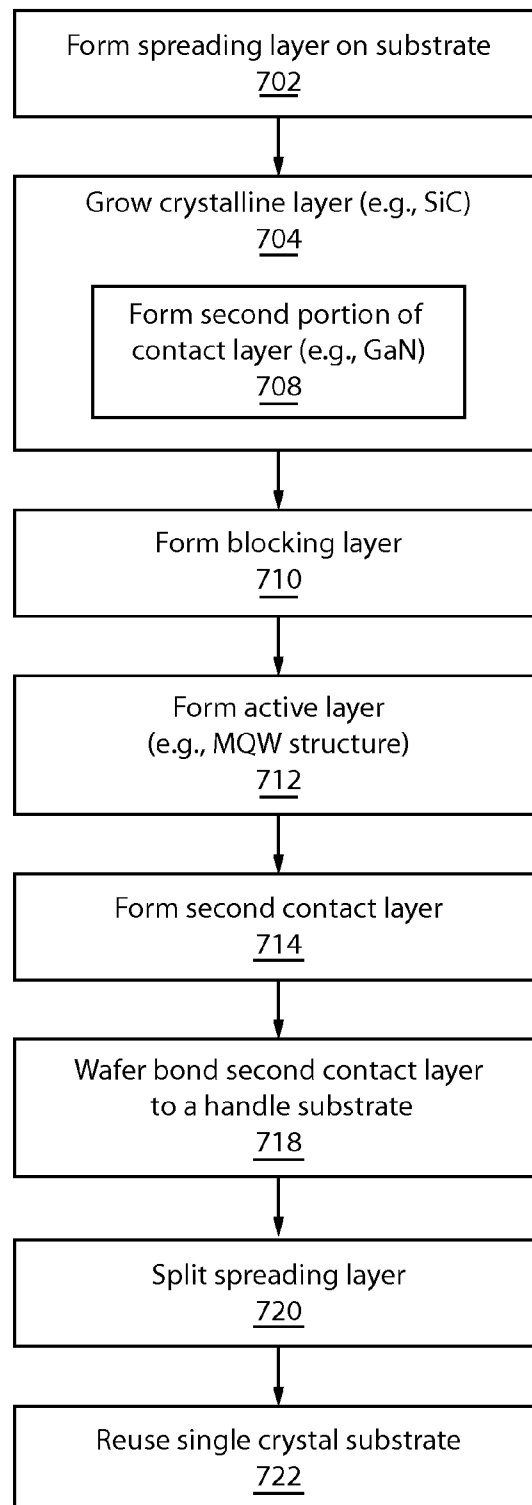 Form spreading layer on substrate
702
Grow crystalline layer (e.g., SiC)
704
Form second portion of
contact layer (e.g., GaN)
708
Form blocking layer
710
Form active layer
(e.g., MQW structure)
712
Form second contact layer
714
Wafer bond second contact layer
to a handle substrate
718
Split spreading layer
720
Reuse single crystal substrate
722